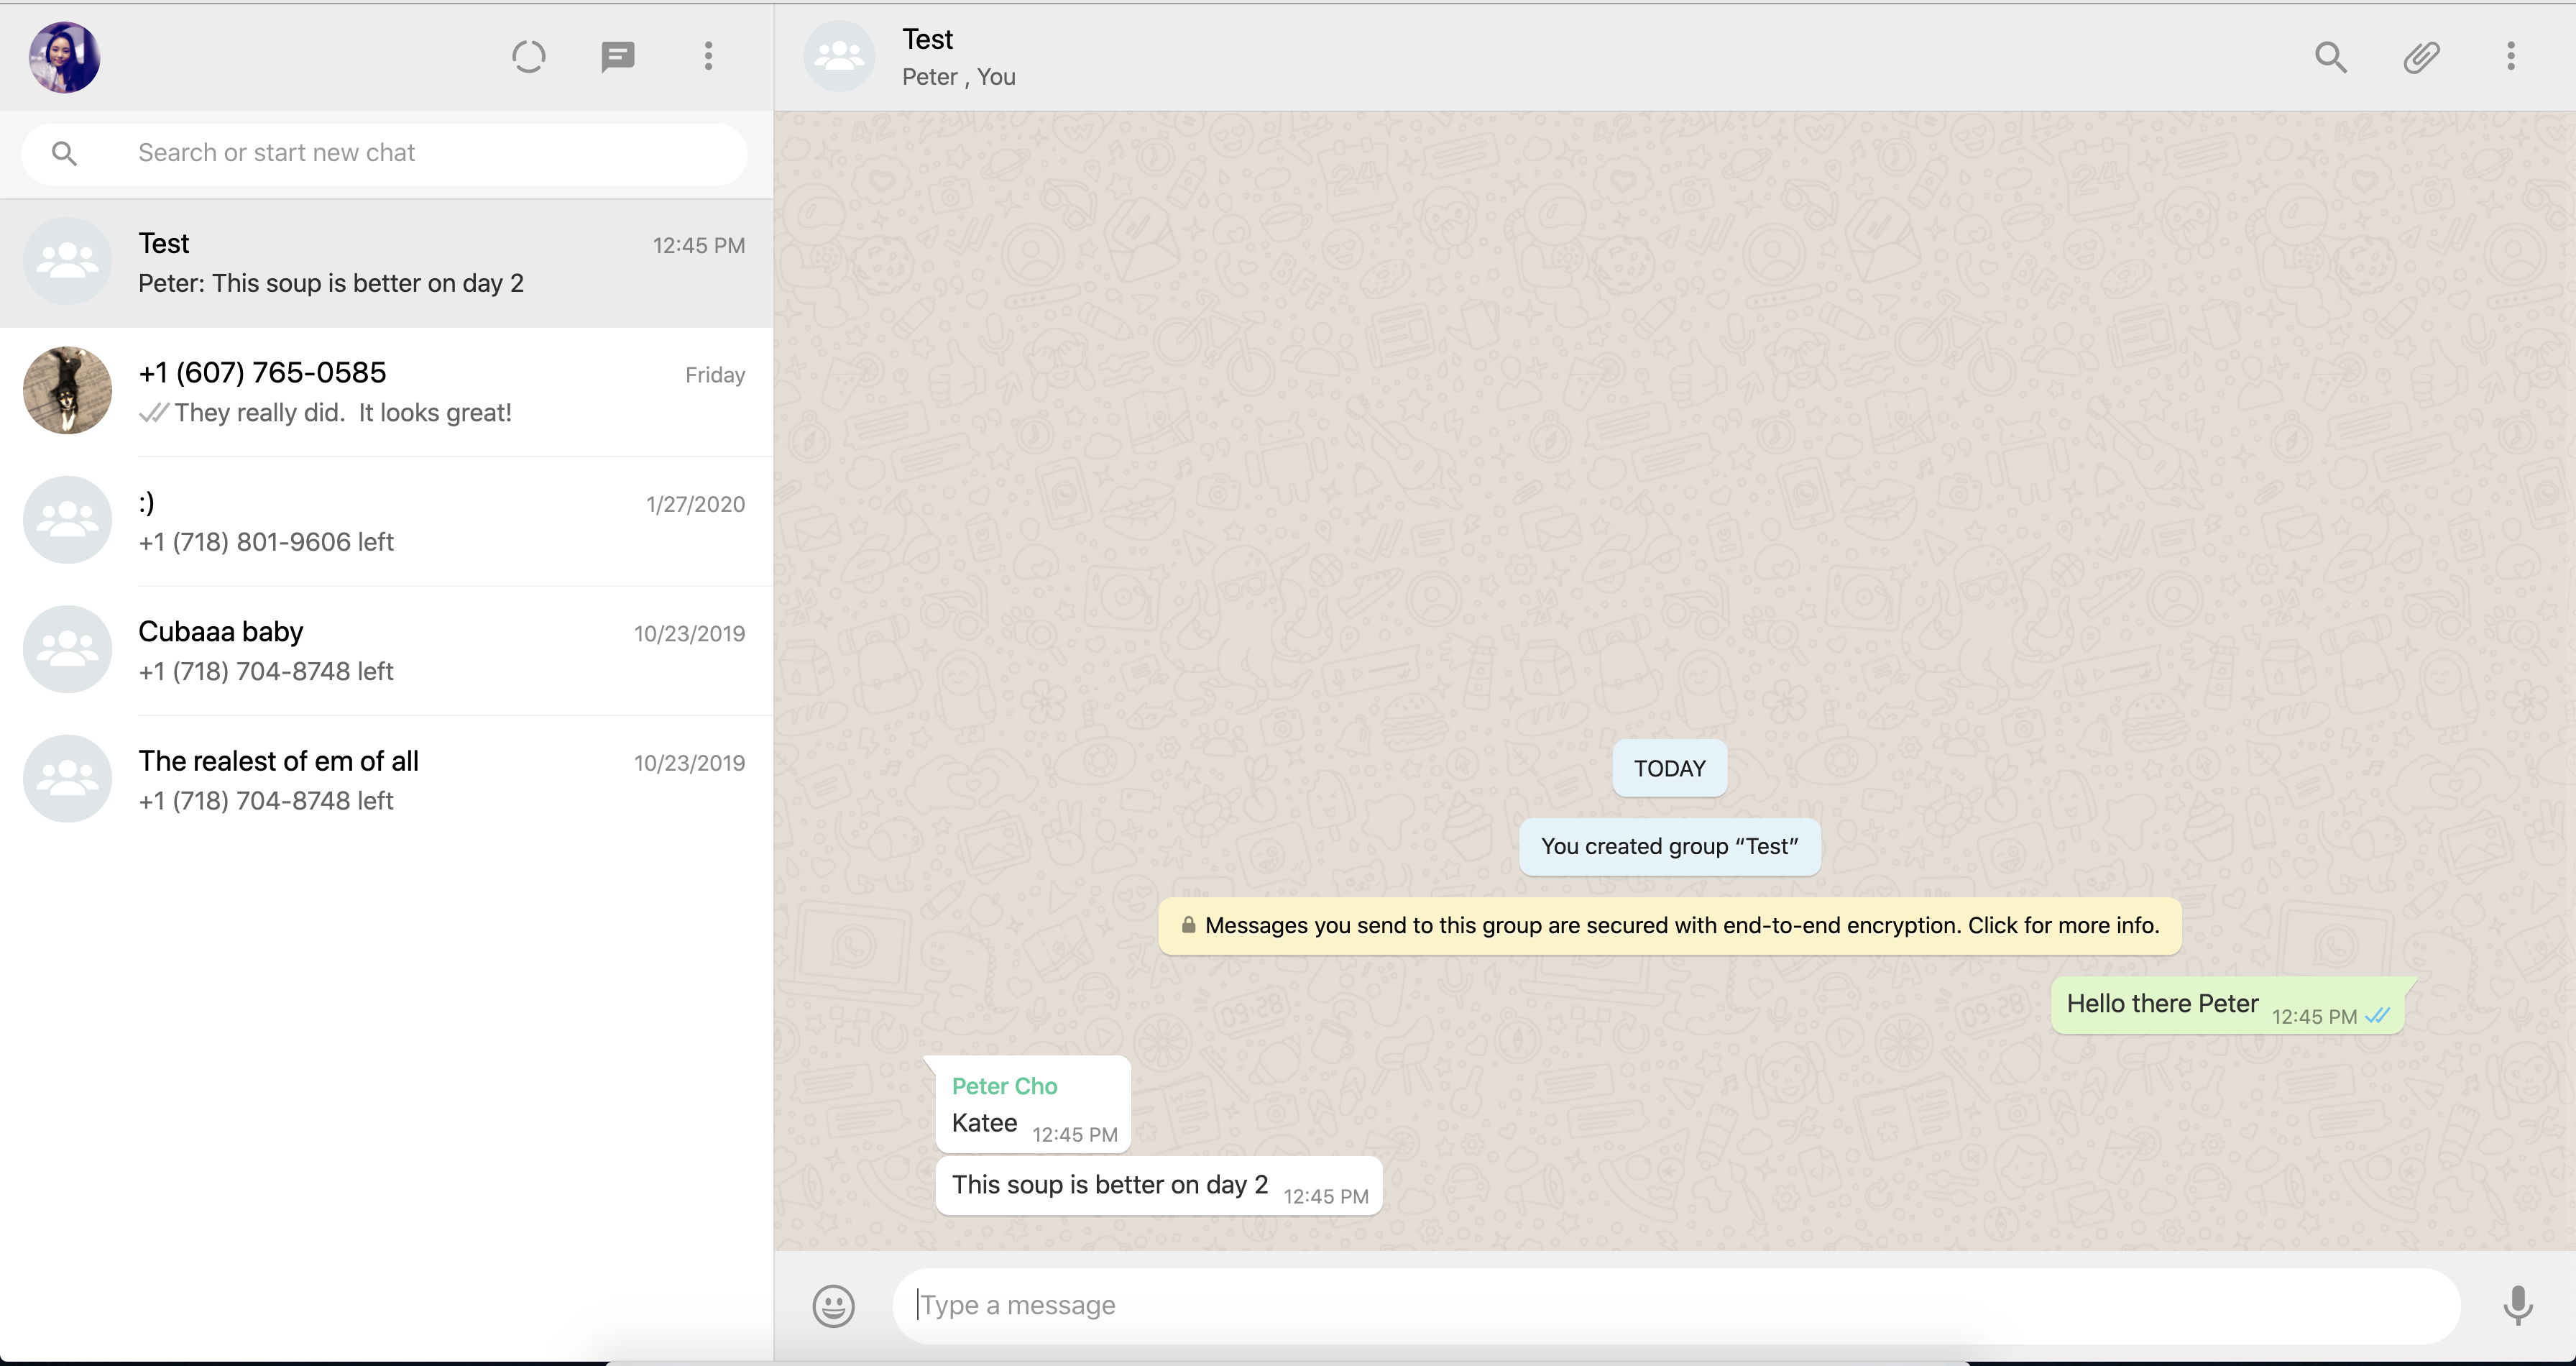 Search or start new chat
Test 12:45 PM
Peter: This soup is better on day 2
+1 (607) 765-0585 Friday
They really did.  It looks great!
:) 1/27/2020
+1 (718) 801-9606 left
Cubaaa baby 10/23/2019
+1 (718) 704-8748 left
The realest of em of all 10/23/2019
+1 (718) 704-8748 left
Test
Peter , You
TODAY
You created group “Test”
Messages you send to this group are secured with end-to-end encryption. Click for more info.
Hello there Peter 12:45 PM
Peter Cho
Katee 12:45 PM
This soup is better on day 2 12:45 PM
Type a message